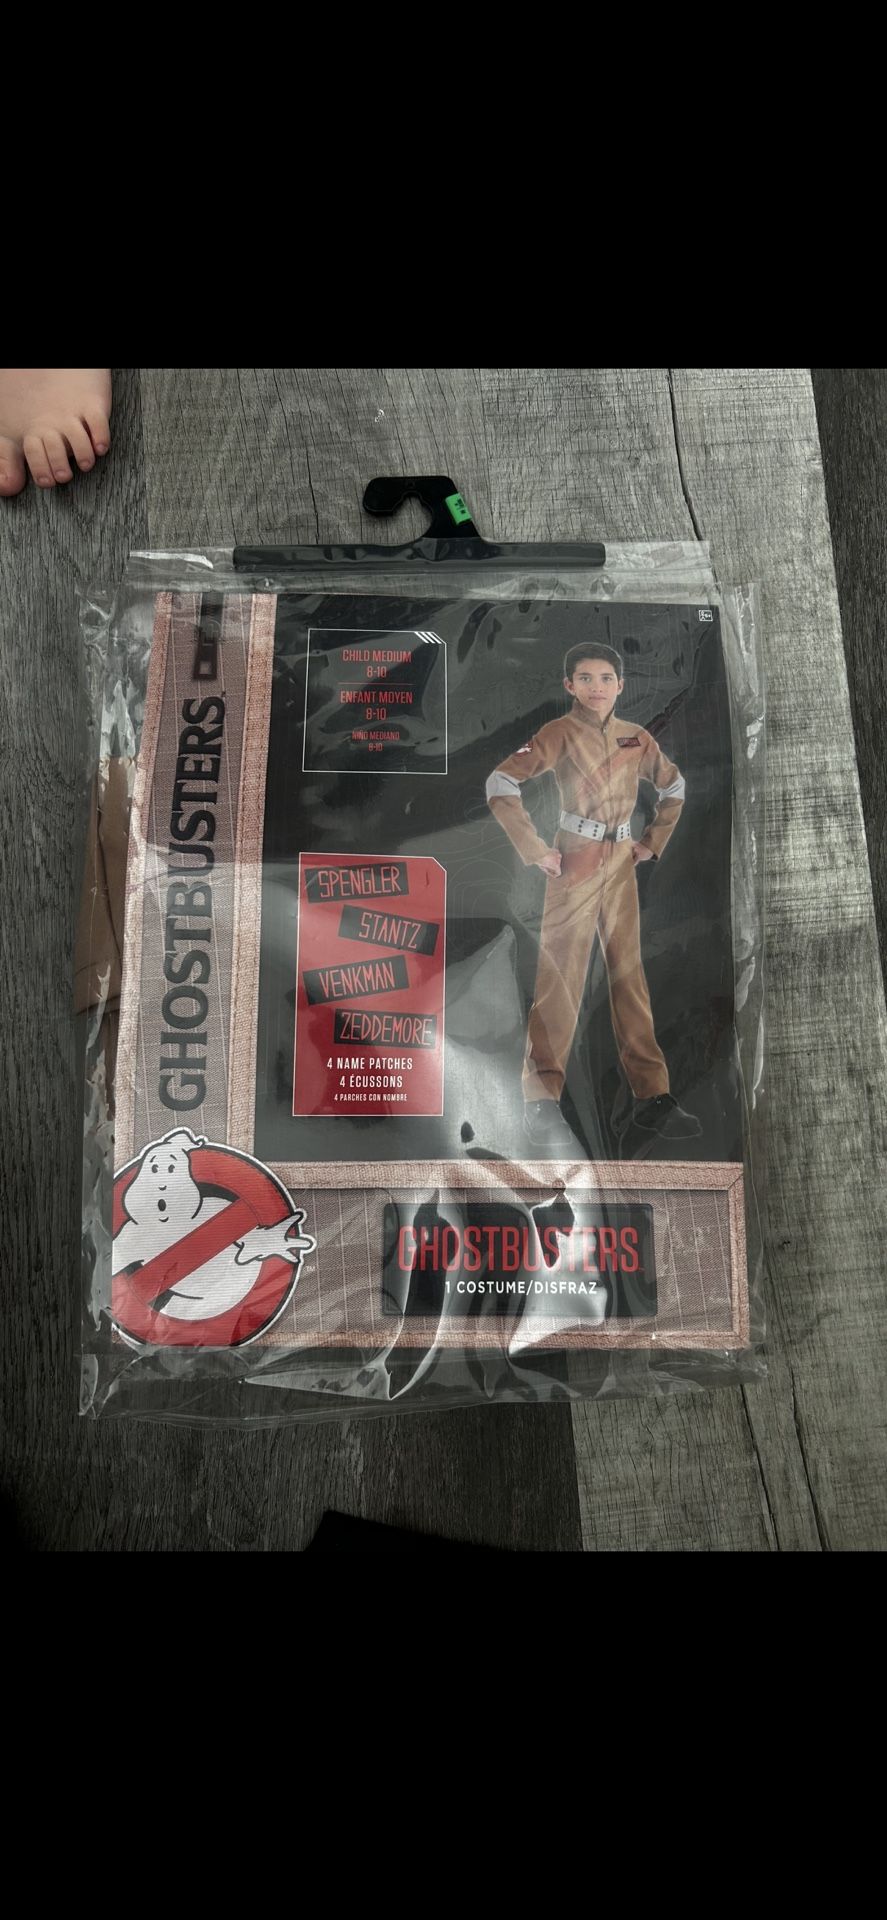 GHOSTBUSTERS
CHILD MEDIUM
8-10
ENFANT MOYEN
8-10
NIÑO MEDIANO
8-10
SPENGLER
STANTZ
VENKMAN
ZEDDEMORE
4 NAME PATCHES
4 ÉCUSSONS
4 PARCHES CON NOMBRE
GHOSTBUSTERS
1 COSTUME/DISFRAZ